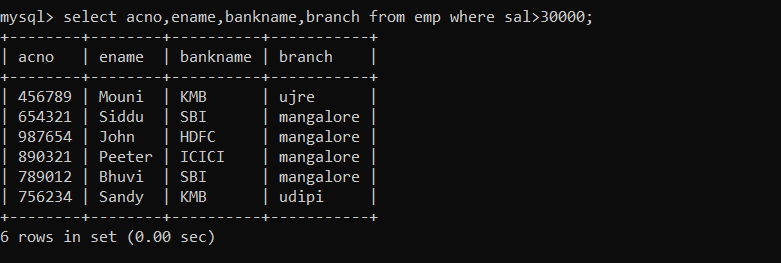 mysql> select acno,ename,bankname,branch from emp where sal>30000;
+--------+--------+----------+-----------+
| acno   | ename  | bankname | branch    |
+--------+--------+----------+-----------+
| 456789 | Mouni  | KMB      | ujre      |
| 654321 | Siddu  | SBI      | mangalore |
| 987654 | John   | HDFC     | mangalore |
| 890321 | Peeter | ICICI    | mangalore |
| 789012 | Bhuvi  | SBI      | mangalore |
| 756234 | Sandy  | KMB      | udipi     |
+--------+--------+----------+-----------+
6 rows in set (0.00 sec)